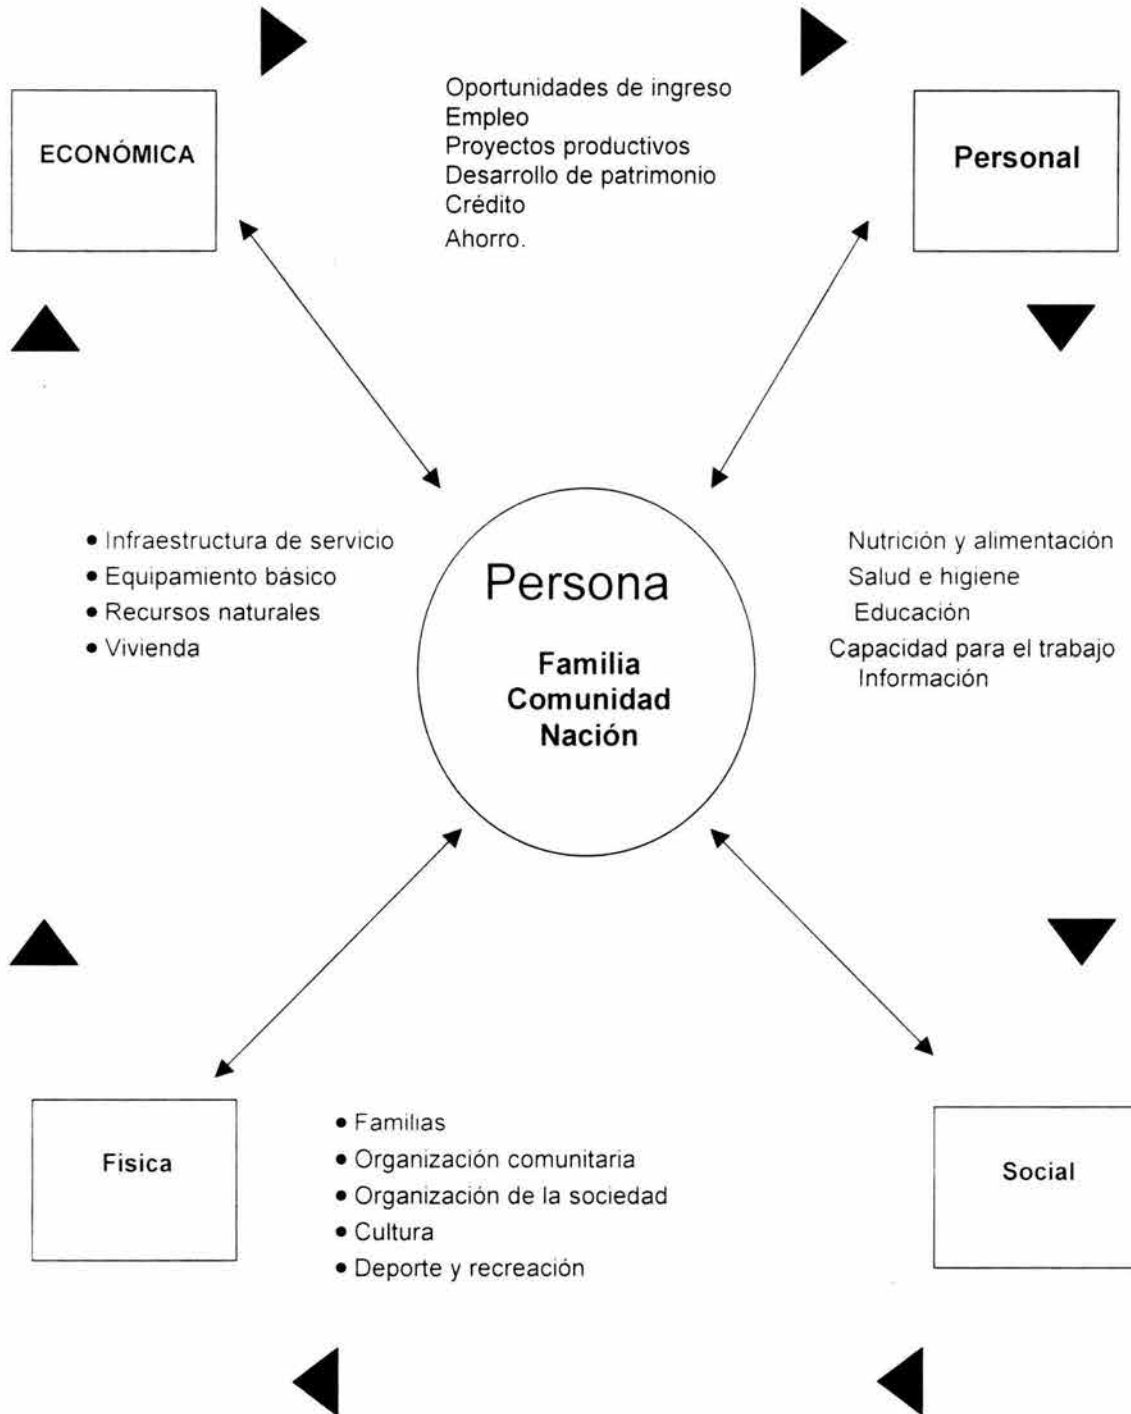 ECONÓMICA
Oportunidades de ingreso
Empleo
Proyectos productivos
Desarrollo de patrimonio
Crédito
Ahorro.
Personal
• Infraestructura de servicio
• Equipamiento básico
• Recursos naturales
• Vivienda
Persona
Familia
Comunidad
Nación
Nutrición y alimentación
Salud e higiene
Educación
Capacidad para el trabajo
Información
Fisica
• Familias
• Organización comunitaria
• Organización de la sociedad
• Cultura
• Deporte y recreación
Social